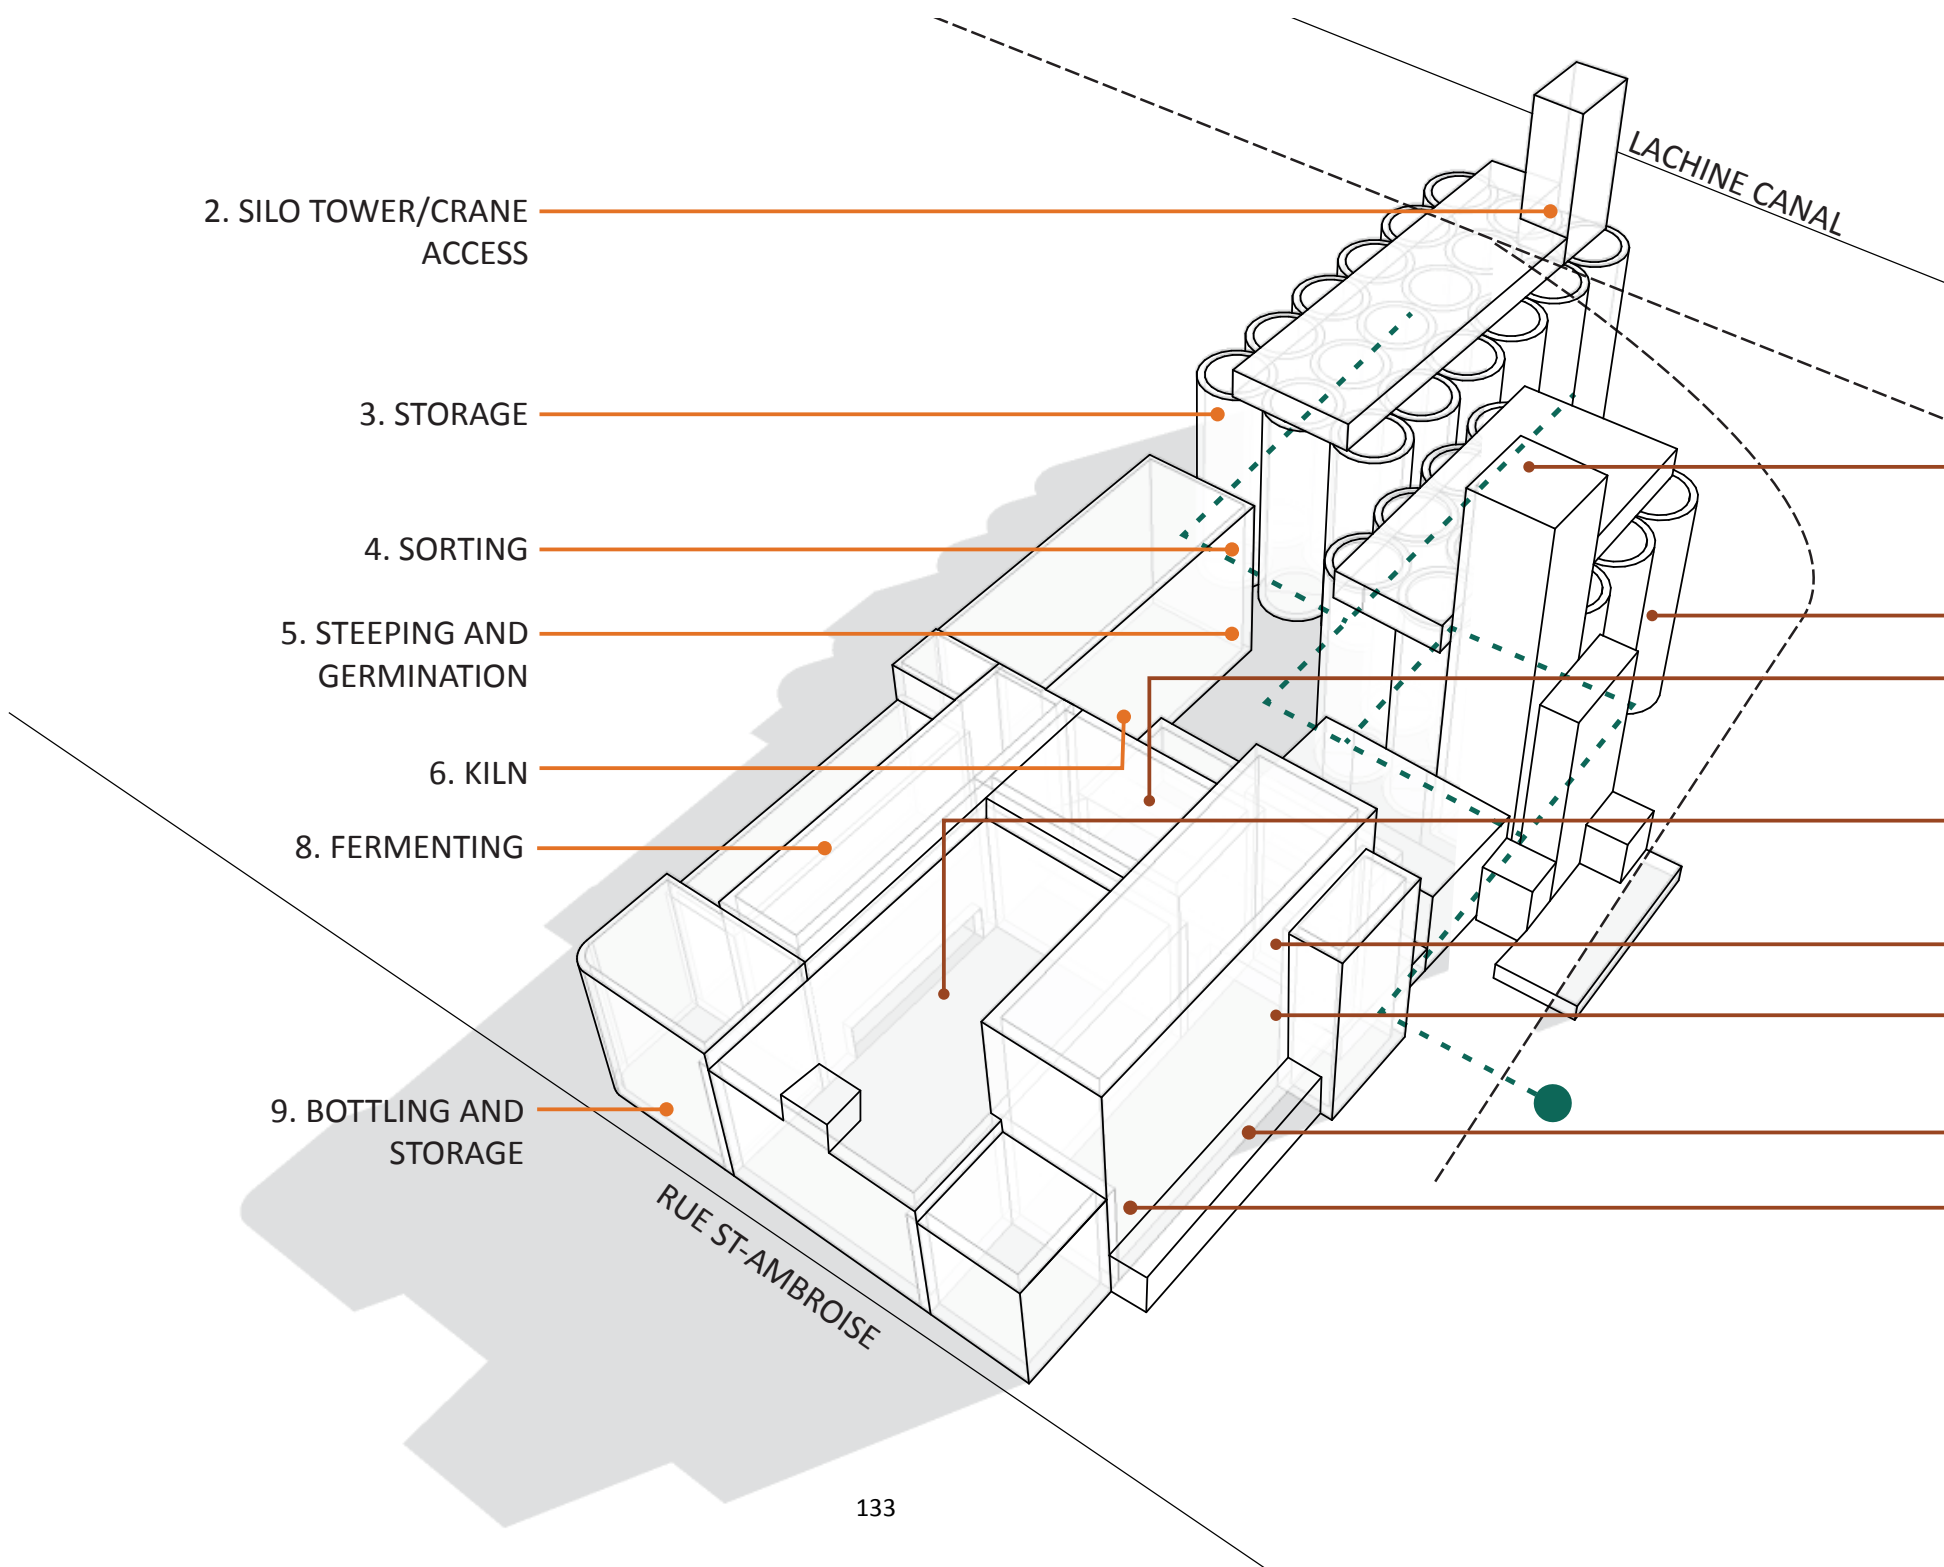 LACHINE CANAL
2. SILO TOWER/CRANE
ACCESS
3. STORAGE
4. SORTING
5. STEEPING AND
GERMINATION
6. KILN
8. FERMENTING
9. BOTTLING AND
STORAGE
RUE ST-AMBROISE
133